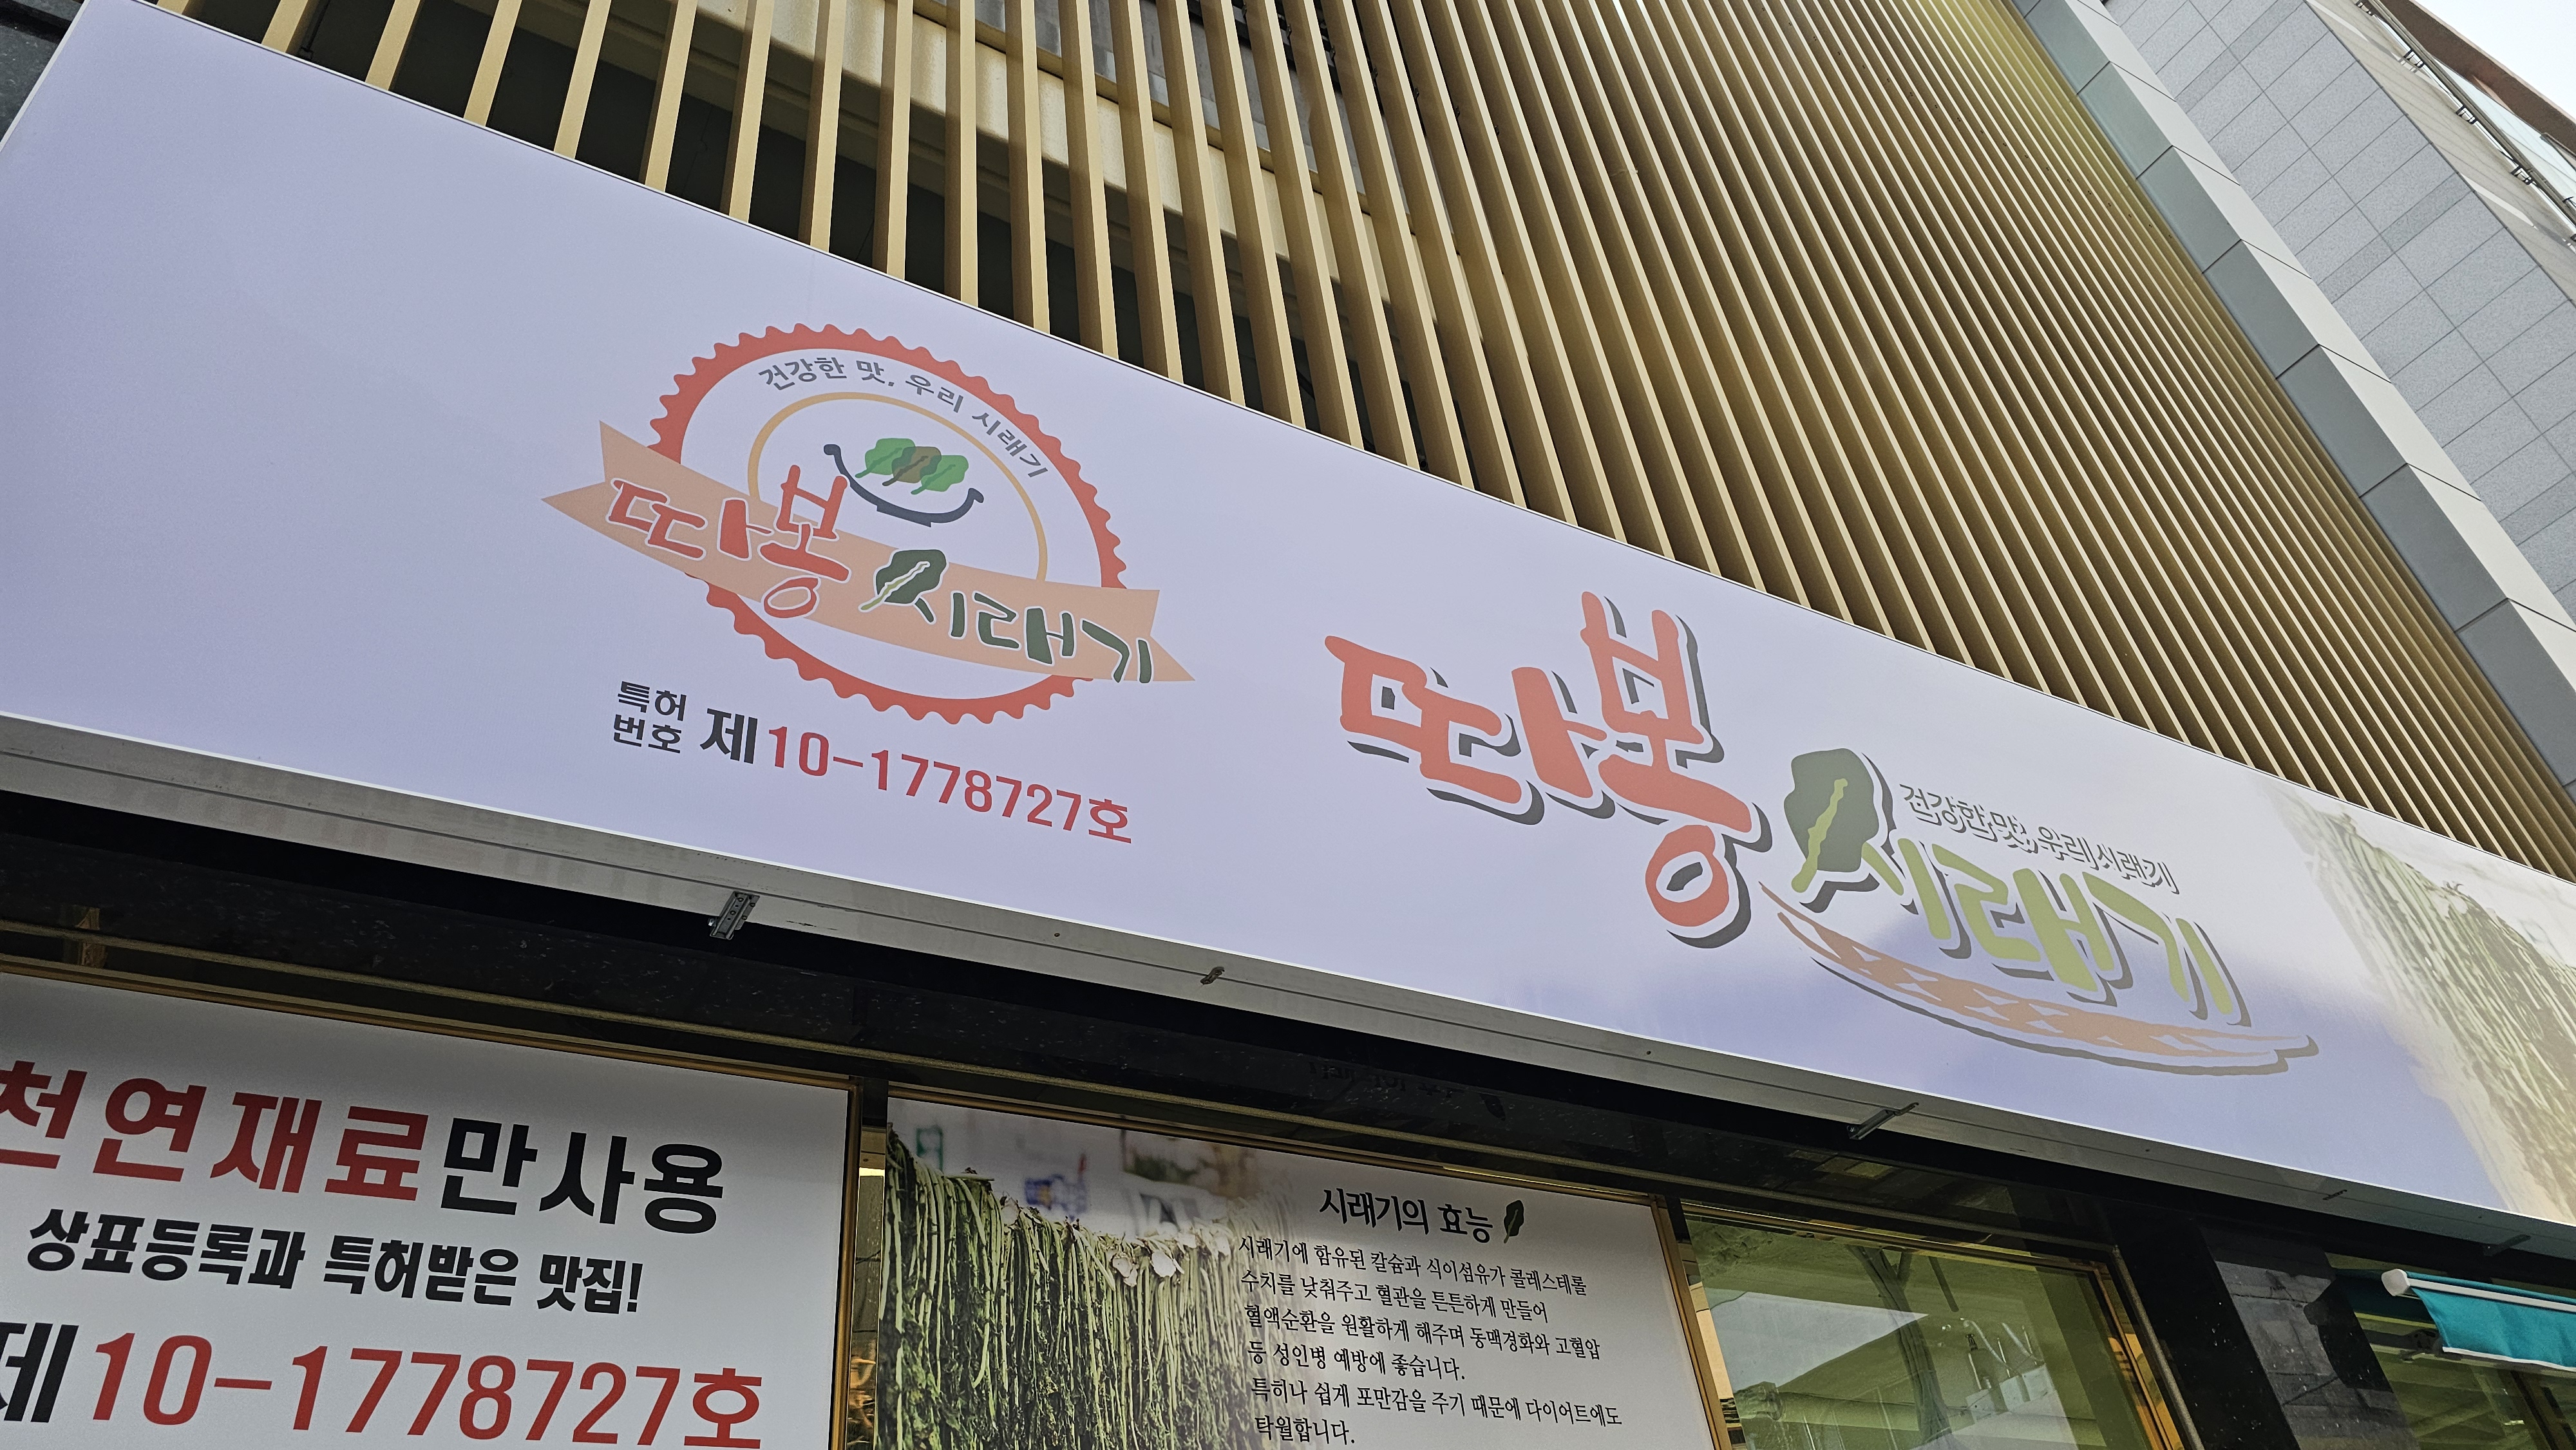 건강한 맛, 우리 시래기
따봉 시래기
특허
번호 제10-1778727호
따봉 시래기
건강한 맛, 우리 시래기
천연재료만사용
상표등록과 특허받은 맛집!
제10-1778727호
시래기의 효능
시래기에 함유된 칼슘과 식이섬유가 콜레스테롤
수치를 낮춰주고 혈관을 튼튼하게 만들어
혈액순환을 원활하게 해주며 동맥경화와 고혈압
등 성인병 예방에 좋습니다.
특히나 쉽게 포만감을 주기 때문에 다이어트에도
탁월합니다.